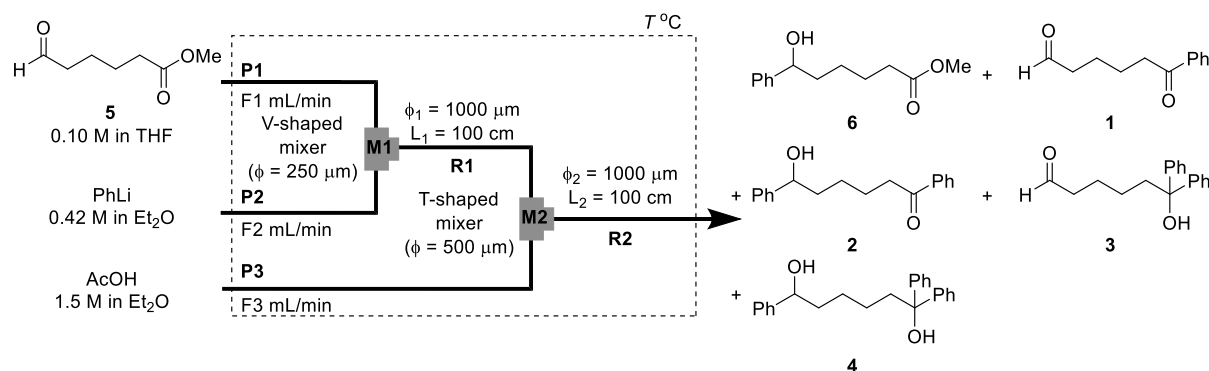 T °C
O
H
OMe
O
5
0.10 M in THF
P1
F1 mL/min
V-shaped
mixer
(ϕ = 250 μm)
M1
ϕ1 = 1000 μm
L1 = 100 cm
R1
PhLi
0.42 M in Et2O
P2
F2 mL/min
T-shaped
mixer
(ϕ = 500 μm)
M2
ϕ2 = 1000 μm
L2 = 100 cm
R2
AcOH
1.5 M in Et2O
P3
F3 mL/min
OH
Ph
OMe
O
6
+
O
H
Ph
O
1
+
OH
Ph
Ph
O
2
+
O
H
Ph
Ph
OH
3
+
OH
Ph
Ph
Ph
OH
4